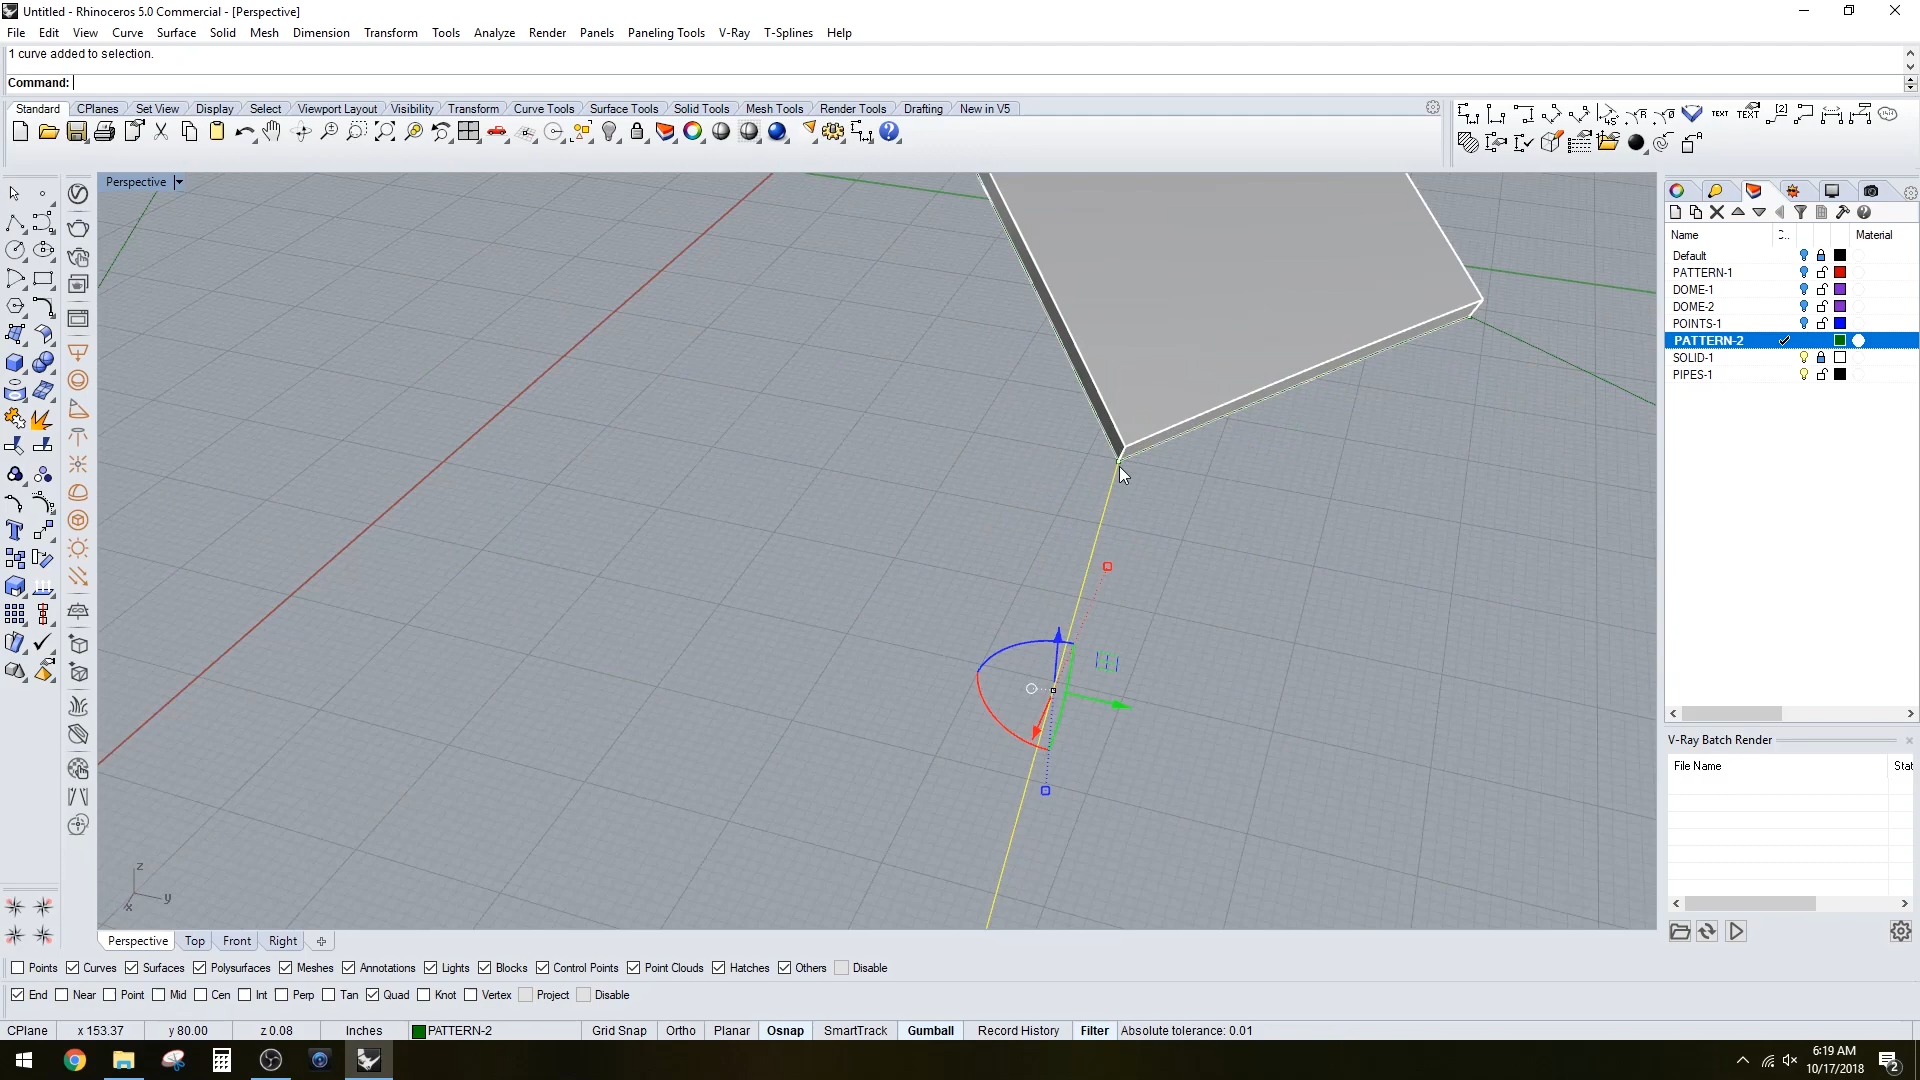 Untitled - Rhinoceros 5.0 Commercial - [Perspective]
File Edit View Curve Surface Solid Mesh Dimension Transform Tools Analyze Render Panels Paneling Tools V-Ray T-Splines Help
1 curve added to selection.
Command:
Standard CPlanes Set View Display Select Viewport Layout Visibility Transform Curve Tools Surface Tools Solid Tools Mesh Tools Render Tools Drafting New in V5
TEXT TEXT
Perspective
Name Material
Default
PATTERN-1
DOME-1
DOME-2
POINTS-1
PATTERN-2
SOLID-1
PIPES-1
V-Ray Batch Render
File Name Stat
z
y
x
Perspective Top Front Right
Points Curves Surfaces Polysurfaces Meshes Annotations Lights Blocks Control Points Point Clouds Hatches Others Disable
End Near Point Mid Cen Int Perp Tan Quad Knot Vertex Project Disable
CPlane x 153.37 y 80.00 z 0.08 Inches PATTERN-2 Grid Snap Ortho Planar Osnap SmartTrack Gumball Record History Filter Absolute tolerance: 0.01
6:19 AM
10/17/2018
2